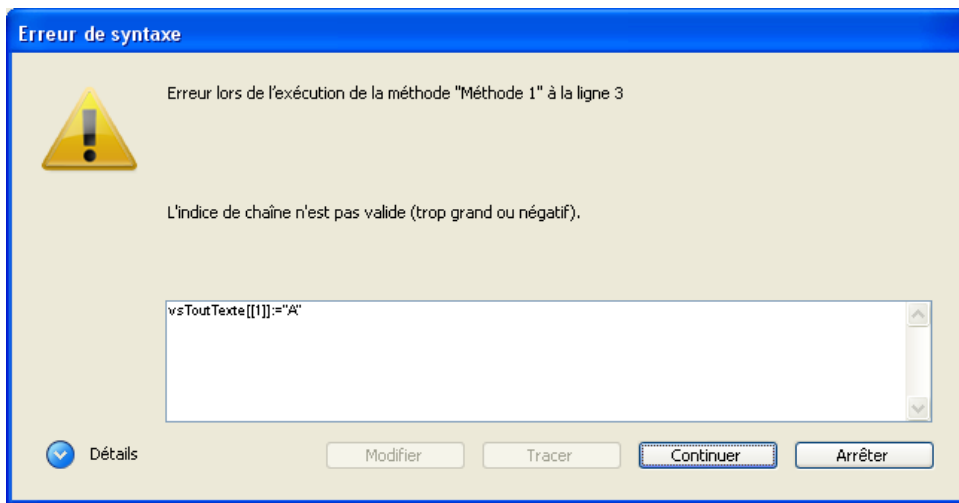 Erreur de syntaxe
Erreur lors de l'exécution de la méthode "Méthode 1" à la ligne 3
L'indice de chaîne n'est pas valide (trop grand ou négatif).
vsToutTexte[[1]]:="A"
Détails
Modifier
Tracer
Continuer
Arrêter